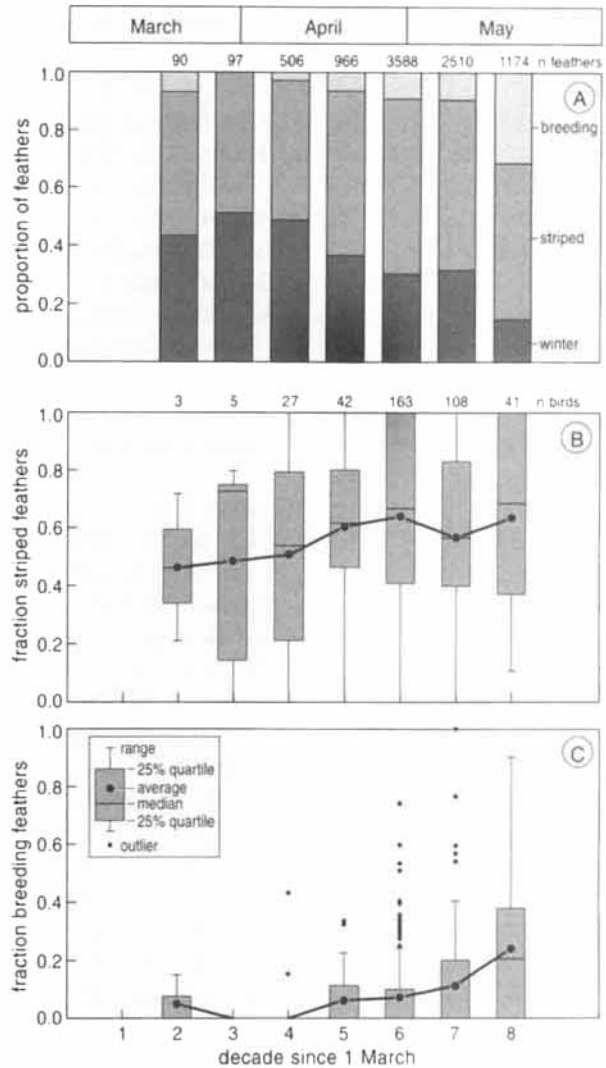 March April May
90 97 506 966 3588 2510 1174 n feathers
1.0
0.8
0.6
0.4
0.2
0.0
proportion of feathers
A
breeding
striped
winter
3 5 27 42 163 108 41 n birds
1.0
0.8
0.6
0.4
0.2
0.0
fraction striped feathers
B
1.0
0.8
0.6
0.4
0.2
0.0
fraction breeding feathers
C
range
25% quartile
average
median
25% quartile
outlier
1 2 3 4 5 6 7 8
decade since 1 March